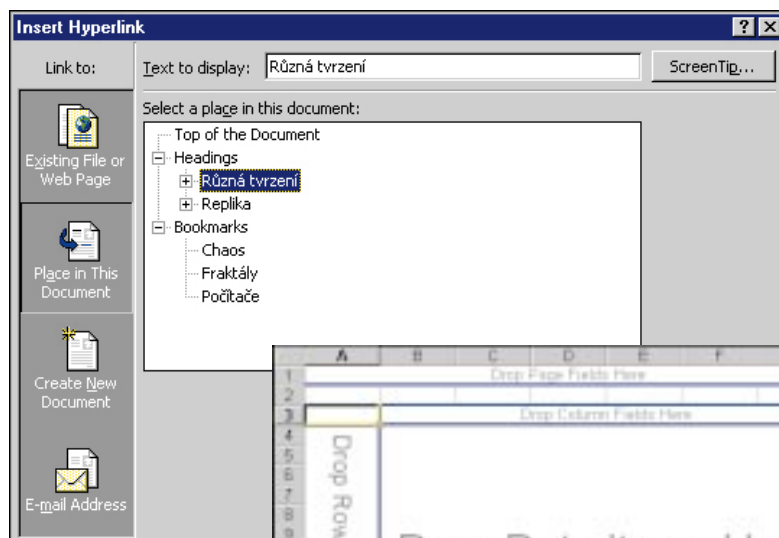 Insert Hyperlink
Link to:
Text to display: Různá tvrzení
ScreenTip...
Select a place in this document:
Top of the Document
Headings
Různá tvrzení
Replika
Bookmarks
Chaos
Fraktály
Počítače
Existing File or
Web Page
Place in This
Document
Create New
Document
E-mail Address
A B C D E F
1 Drop Page Fields Here
2
3 Drop Column Fields Here
4
5
6
7
8
9
Drop Row